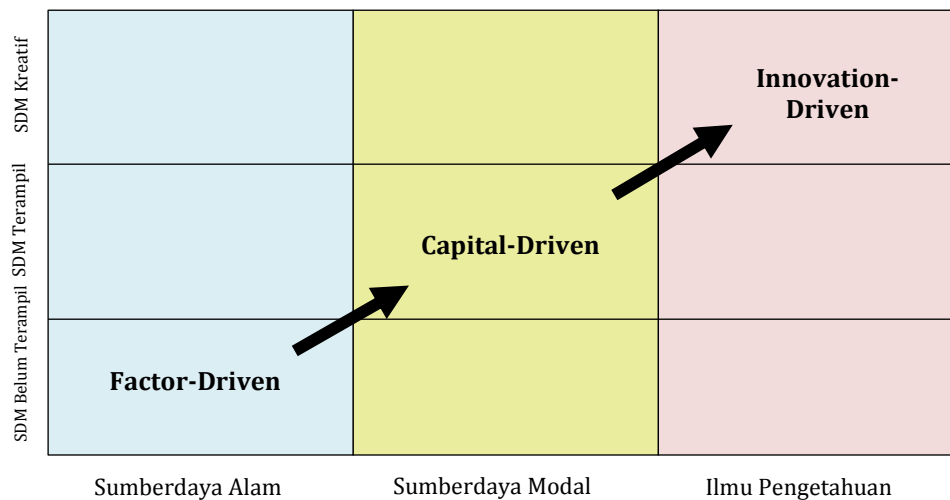 SDM Kreatif
Innovation-
Driven
SDM Terampil
Capital-Driven
SDM Belum Terampil
Factor-Driven
Sumberdaya Alam
Sumberdaya Modal
Ilmu Pengetahuan